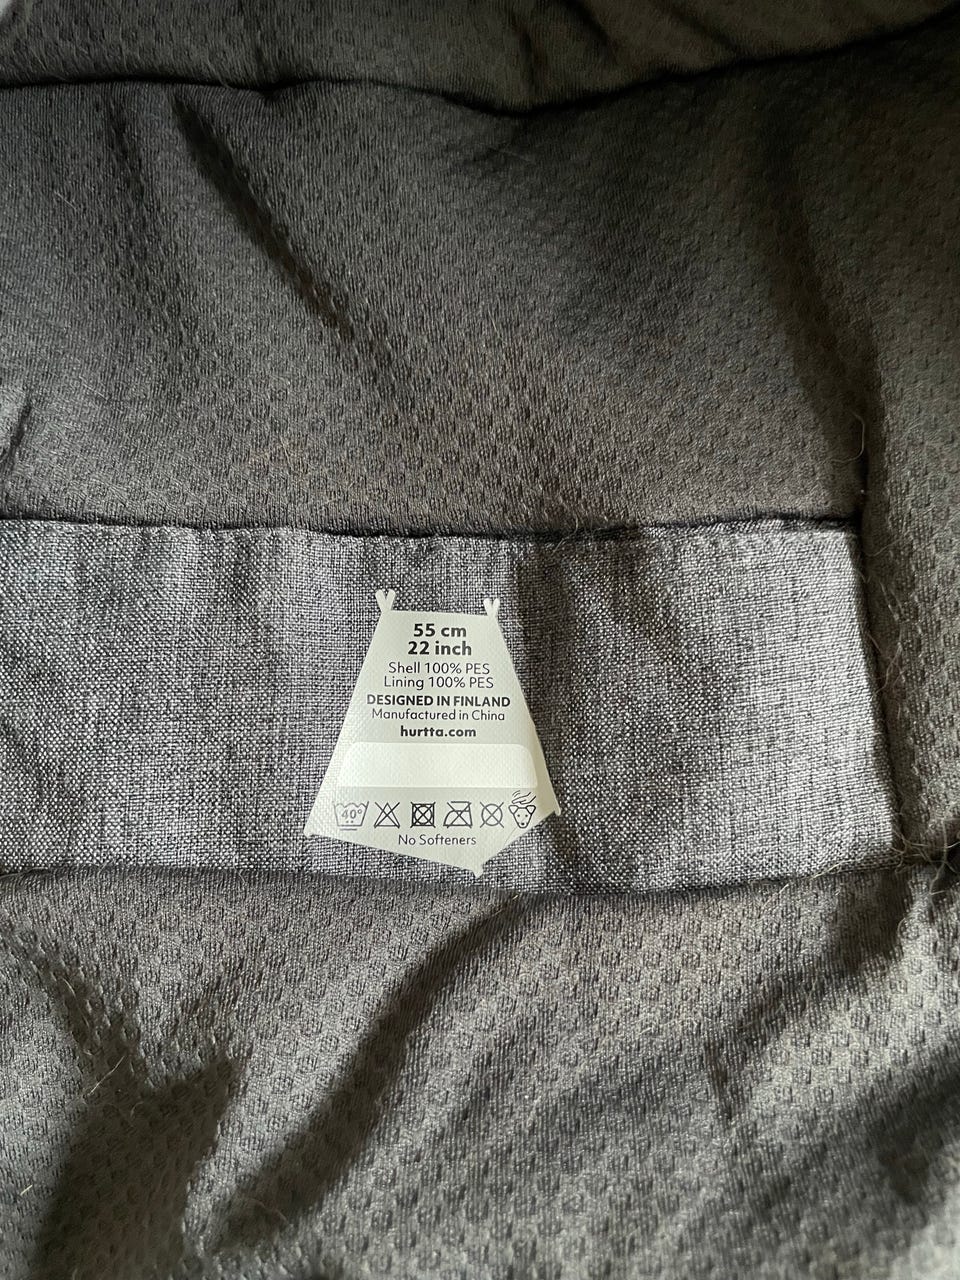 55 cm
22 inch
Shell 100% PES
Lining 100% PES
DESIGNED IN FINLAND
Manufactured in China
hurtta.com
40°
No Softeners